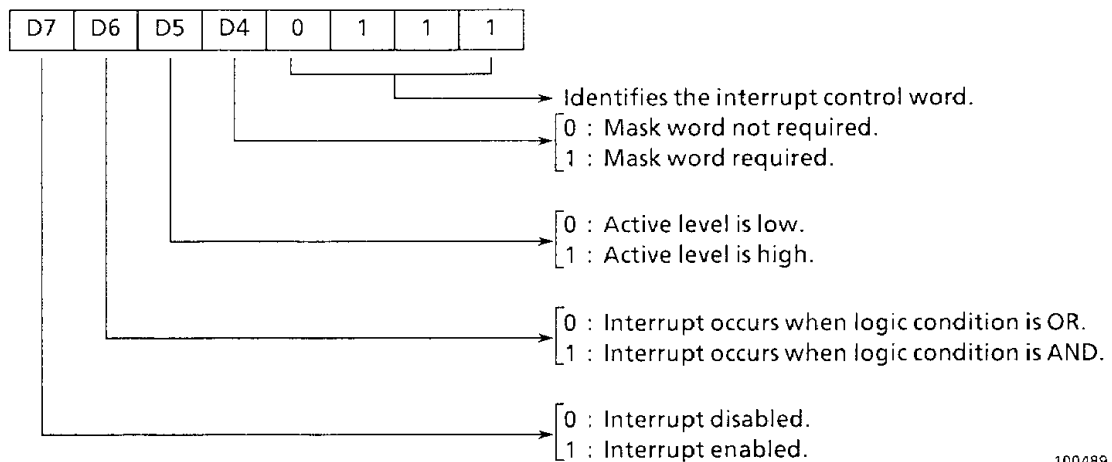 D7 D6 D5 D4 0 1 1 1
Identifies the interrupt control word.
0 : Mask word not required.
1 : Mask word required.
0 : Active level is low.
1 : Active level is high.
0 : Interrupt occurs when logic condition is OR.
1 : Interrupt occurs when logic condition is AND.
0 : Interrupt disabled.
1 : Interrupt enabled.
100489